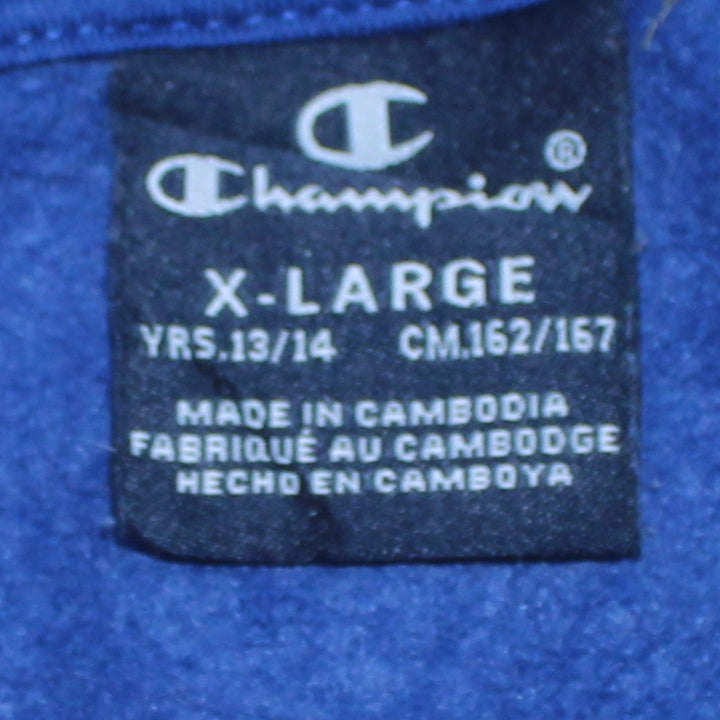 C
Champion®
X-LARGE
YRS.13/14 CM.162/167
MADE IN CAMBODIA
FABRIQUÉ AU CAMBODGE
HECHO EN CAMBOYA